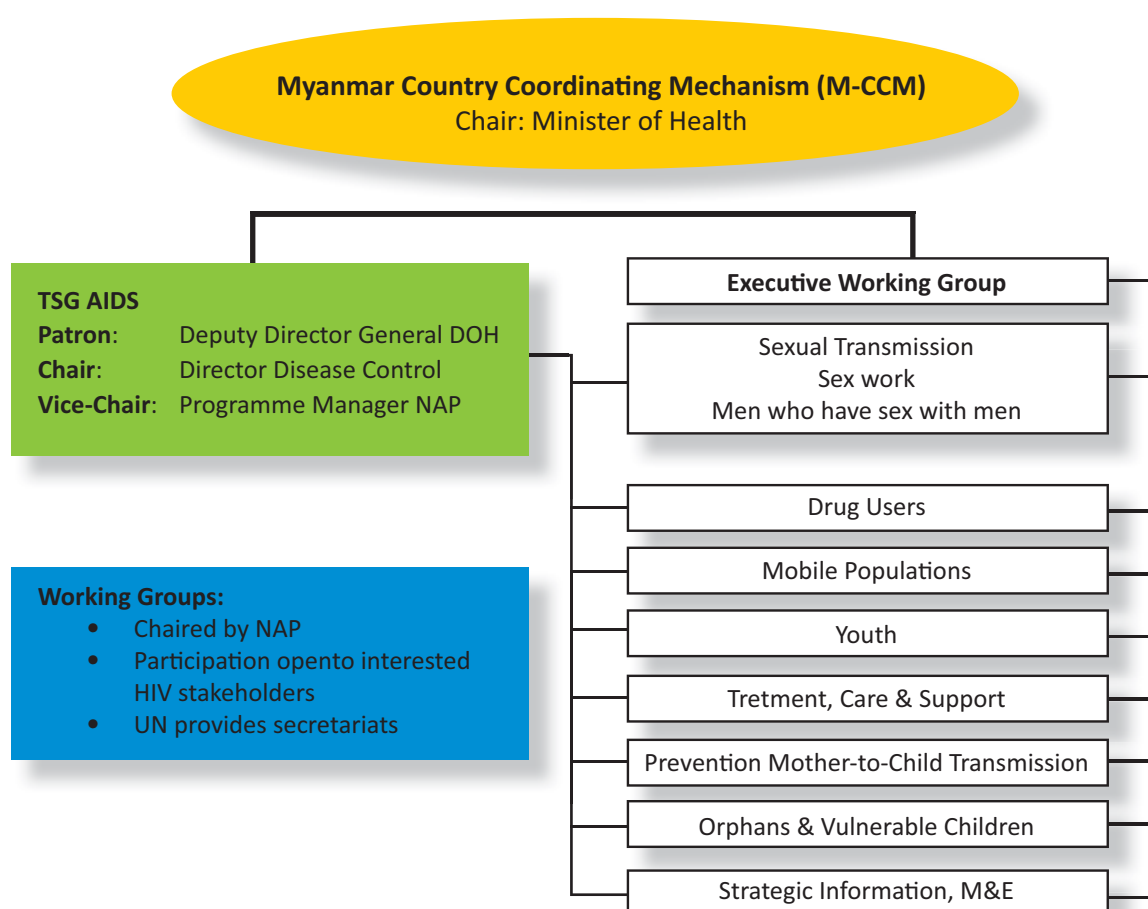 Myanmar Country Coordinating Mechanism (M-CCM)
Chair: Minister of Health
TSG AIDS
Patron: Deputy Director General DOH
Chair: Director Disease Control
Vice-Chair: Programme Manager NAP
Working Groups:
• Chaired by NAP
• Participation opento interested
HIV stakeholders
• UN provides secretariats
Executive Working Group
Sexual Transmission
Sex work
Men who have sex with men
Drug Users
Mobile Populations
Youth
Tretment, Care & Support
Prevention Mother-to-Child Transmission
Orphans & Vulnerable Children
Strategic Information, M&E